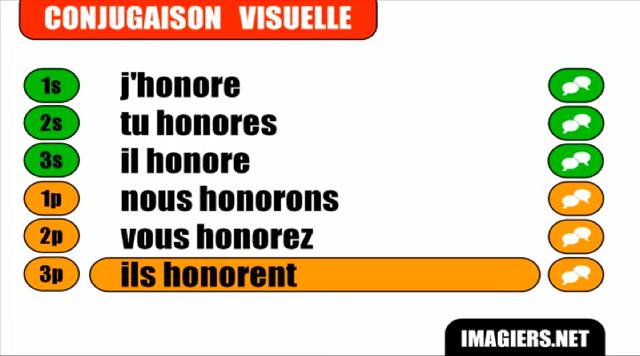 CONJUGAISON VISUELLE
1s j'honore
2s tu honores
3s il honore
1p nous honorons
2p vous honorez
3p ils honorent
IMAGIERS.NET